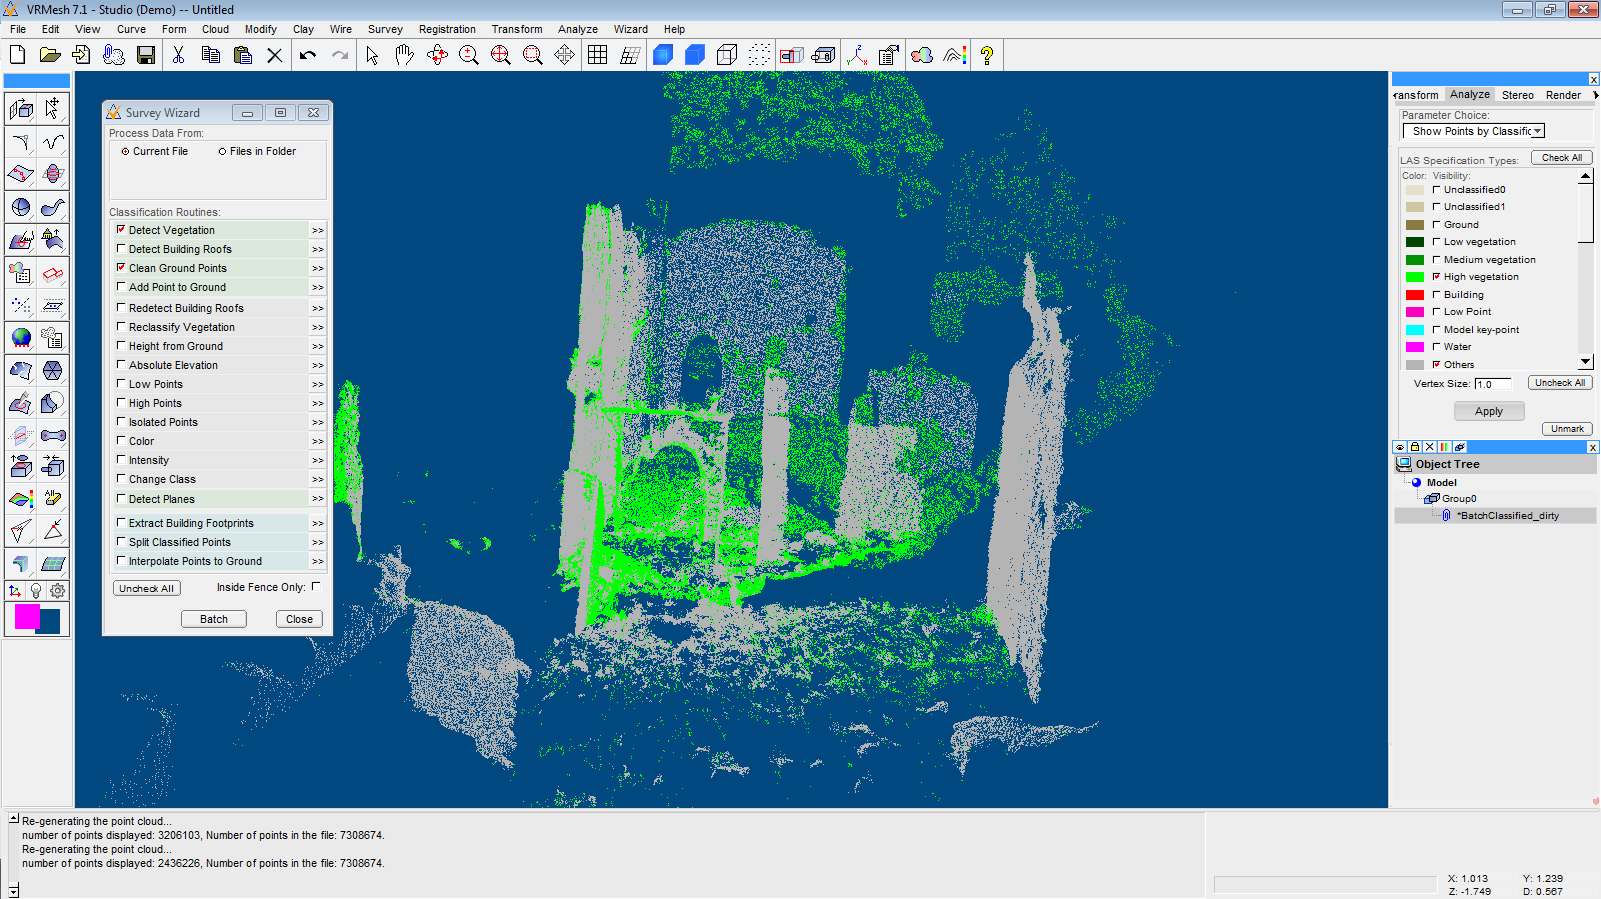 VRMesh 7.1 - Studio (Demo) -- Untitled
File Edit View Curve Form Cloud Modify Clay Wire Survey Registration Transform Analyze Wizard Help
Survey Wizard
Process Data From:
Current File Files in Folder
Classification Routines:
Detect Vegetation >>
Detect Building Roofs >>
Clean Ground Points >>
Add Point to Ground >>
Redetect Building Roofs >>
Reclassify Vegetation >>
Height from Ground >>
Absolute Elevation >>
Low Points >>
High Points >>
Isolated Points >>
Color >>
Intensity >>
Change Class >>
Detect Planes >>
Extract Building Footprints >>
Split Classified Points >>
Interpolate Points to Ground >>
Uncheck All Inside Fence Only:
Batch Close
All
ransform Analyze Stereo Render
Parameter Choice:
Show Points by Classific
LAS Specification Types: Check All
Color: Visibility:
Unclassified0
Unclassified1
Ground
Low vegetation
Medium vegetation
High vegetation
Building
Low Point
Model key-point
Water
Others
Vertex Size: 1.0 Uncheck All
Apply
Unmark
Object Tree
Model
Group0
*BatchClassified_dirty
Re-generating the point cloud...
number of points displayed: 3206103, Number of points in the file: 7308674.
Re-generating the point cloud...
number of points displayed: 2436226, Number of points in the file: 7308674.
X: 1.013 Y: 1.239
Z: -1.749 D: 0.567